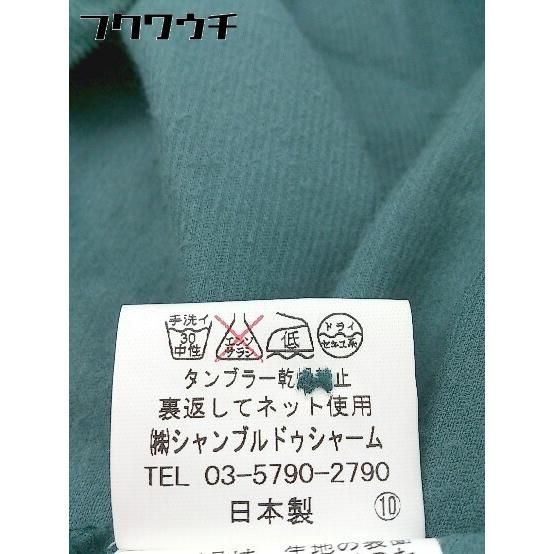 フクワウチ
手洗イ
30
中性
エンソ
サラシ
低
ドライ
セキユ系
タンブラー乾燥禁止
裏返してネット使用
㈱シャンブルドゥシャーム
TEL 03-5790-2790
日本製 ⑩